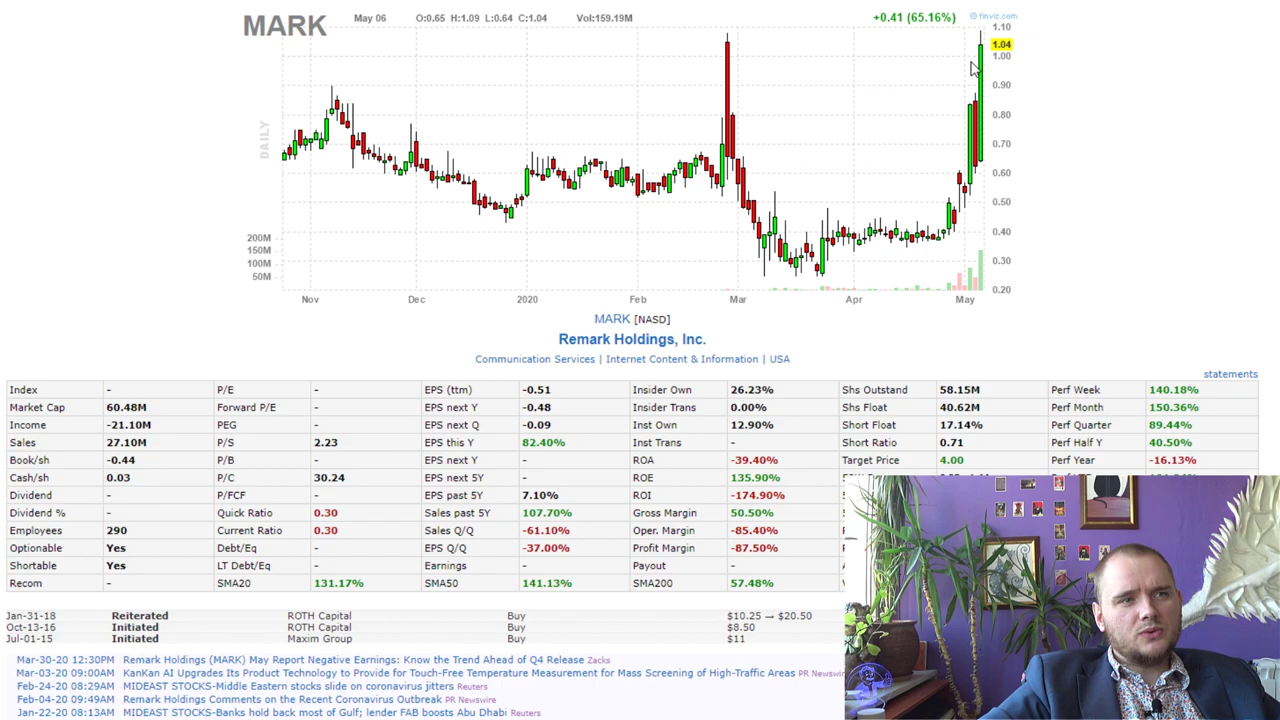 MARK May 06 O:0.65 H:1.09 L:0.64 C:1.04 Vol:159.19M +0.41 (65.16%) finviz.com
1.10
1.04
1.00
0.90
0.80
DAILY
0.70
0.60
0.50
200M 0.40
150M
100M 0.30
50M
0.20
Nov Dec 2020 Feb Mar Apr May
MARK [NASD]
Remark Holdings, Inc.
Communication Services | Internet Content & Information | USA
statements
Index - P/E - EPS (ttm) -0.51 Insider Own 26.23% Shs Outstand 58.15M Perf Week 140.18%
Market Cap 60.48M Forward P/E - EPS next Y -0.48 Insider Trans 0.00% Shs Float 40.62M Perf Month 150.36%
Income -21.10M PEG - EPS next Q -0.09 Inst Own 12.90% Short Float 17.14% Perf Quarter 89.44%
Sales 27.10M P/S 2.23 EPS this Y 82.40% Inst Trans - Short Ratio 0.71 Perf Half Y 40.50%
Book/sh -0.44 P/B - EPS next Y - ROA -39.40% Target Price 4.00 Perf Year -16.13%
Cash/sh 0.03 P/C 30.24 EPS next 5Y - ROE 135.90%
Dividend - P/FCF - EPS past 5Y 7.10% ROI -174.90%
Dividend % - Quick Ratio 0.30 Sales past 5Y 107.70% Gross Margin 50.50%
Employees 290 Current Ratio 0.30 Sales Q/Q -61.10% Oper. Margin -85.40%
Optionable Yes Debt/Eq - EPS Q/Q -37.00% Profit Margin -87.50%
Shortable Yes LT Debt/Eq - Earnings - Payout -
Recom - SMA20 131.17% SMA50 141.13% SMA200 57.48%
Jan-31-18 Reiterated ROTH Capital Buy $10.25 → $20.50
Oct-13-16 Initiated ROTH Capital Buy $8.50
Jul-01-15 Initiated Maxim Group Buy $11
Mar-30-20 12:30PM Remark Holdings (MARK) May Report Negative Earnings: Know the Trend Ahead of Q4 Release Zacks
Mar-03-20 09:00AM KanKan AI Upgrades Its Product Technology to Provide for Touch-Free Temperature Measurement for Mass Screening of High-Traffic Areas PR Newswir
Feb-24-20 08:29AM MIDEAST STOCKS-Middle Eastern stocks slide on coronavirus jitters Reuters
Feb-04-20 09:49AM Remark Holdings Comments on the Recent Coronavirus Outbreak PR Newswire
Jan-22-20 08:13AM MIDEAST STOCKS-Banks hold back most of Gulf; lender FAB boosts Abu Dhabi Reuters